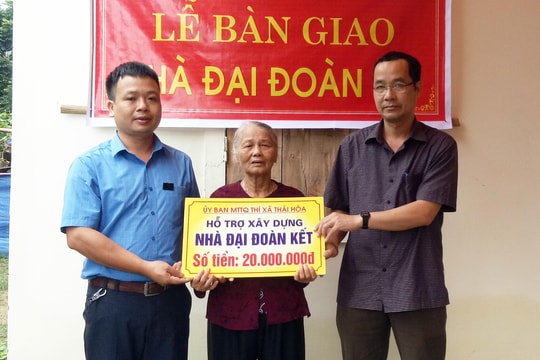 LỄ BÀN GIAO
HÀ ĐẠI ĐOÀN
ỦY BAN MTTQ THỊ XÃ THÁI HÒA
HỖ TRỢ XÂY DỰNG
NHÀ ĐẠI ĐOÀN KẾT
Số tiền: 20.000.000đ